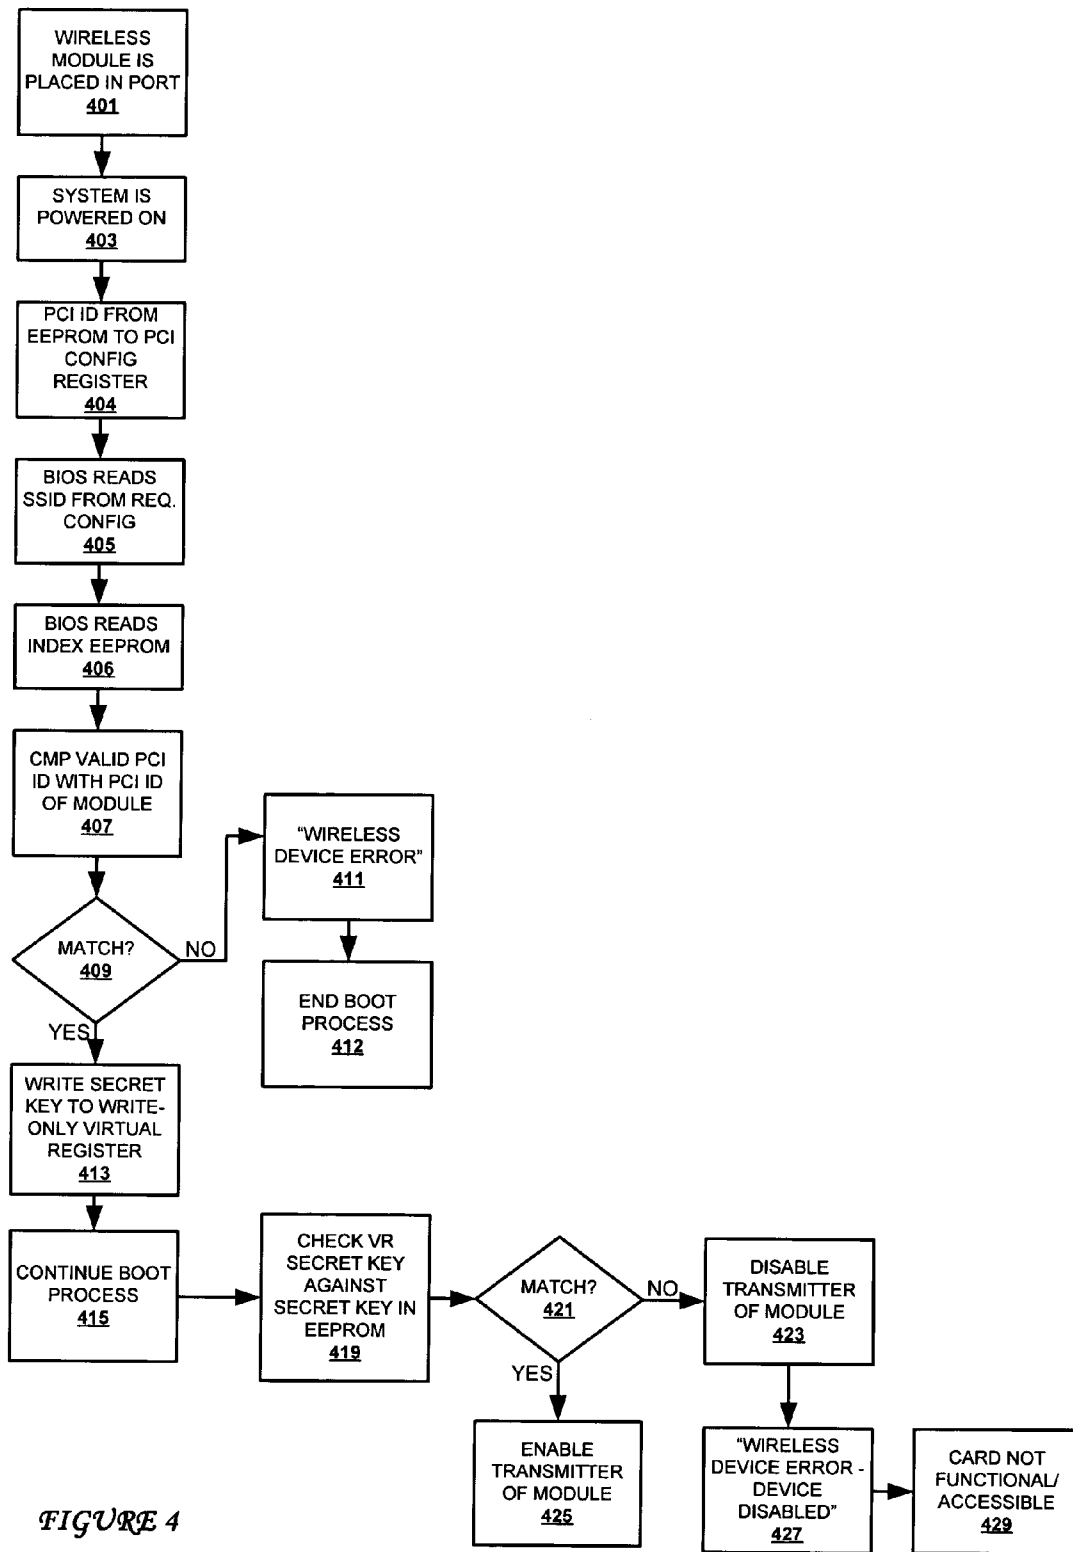 WIRELESS
MODULE IS
PLACED IN PORT
401
SYSTEM IS
POWERED ON
403
PCI ID FROM
EEPROM TO PCI
CONFIG
REGISTER
404
BIOS READS
SSID FROM REQ.
CONFIG
405
BIOS READS
INDEX EEPROM
406
CMP VALID PCI
ID WITH PCI ID
OF MODULE
407
MATCH?
409
NO
YES
"WIRELESS
DEVICE ERROR"
411
END BOOT
PROCESS
412
WRITE SECRET
KEY TO WRITE-
ONLY VIRTUAL
REGISTER
413
CONTINUE BOOT
PROCESS
415
CHECK VR
SECRET KEY
AGAINST
SECRET KEY IN
EEPROM
419
MATCH?
421
NO
YES
DISABLE
TRANSMITTER
OF MODULE
423
ENABLE
TRANSMITTER
OF MODULE
425
"WIRELESS
DEVICE ERROR -
DEVICE
DISABLED"
427
CARD NOT
FUNCTIONAL/
ACCESSIBLE
429
FIGURE 4